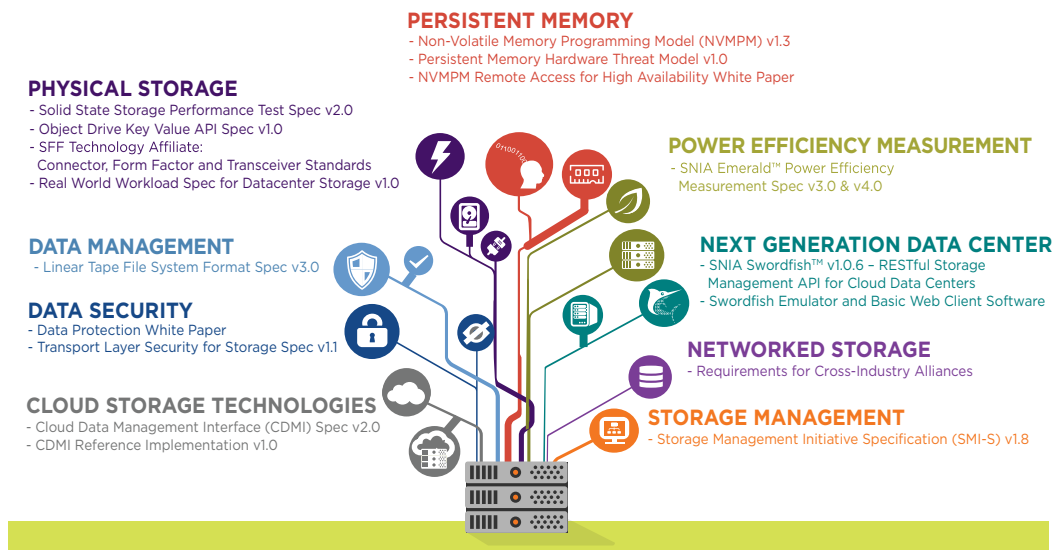 PERSISTENT MEMORY
- Non-Volatile Memory Programming Model (NVMPM) v1.3
- Persistent Memory Hardware Threat Model v1.0
- NVMPM Remote Access for High Availability White Paper
PHYSICAL STORAGE
- Solid State Storage Performance Test Spec v2.0
- Object Drive Key Value API Spec v1.0
- SFF Technology Affiliate:
Connector, Form Factor and Transceiver Standards
- Real World Workload Spec for Datacenter Storage v1.0
POWER EFFICIENCY MEASUREMENT
- SNIA Emerald™ Power Efficiency
Measurement Spec v3.0 & v4.0
DATA MANAGEMENT
- Linear Tape File System Format Spec v3.0
NEXT GENERATION DATA CENTER
- SNIA Swordfish™ v1.0.6 – RESTful Storage
Management API for Cloud Data Centers
- Swordfish Emulator and Basic Web Client Software
DATA SECURITY
- Data Protection White Paper
- Transport Layer Security for Storage Spec v1.1
NETWORKED STORAGE
- Requirements for Cross-Industry Alliances
CLOUD STORAGE TECHNOLOGIES
- Cloud Data Management Interface (CDMI) Spec v2.0
- CDMI Reference Implementation v1.0
STORAGE MANAGEMENT
- Storage Management Initiative Specification (SMI-S) v1.8